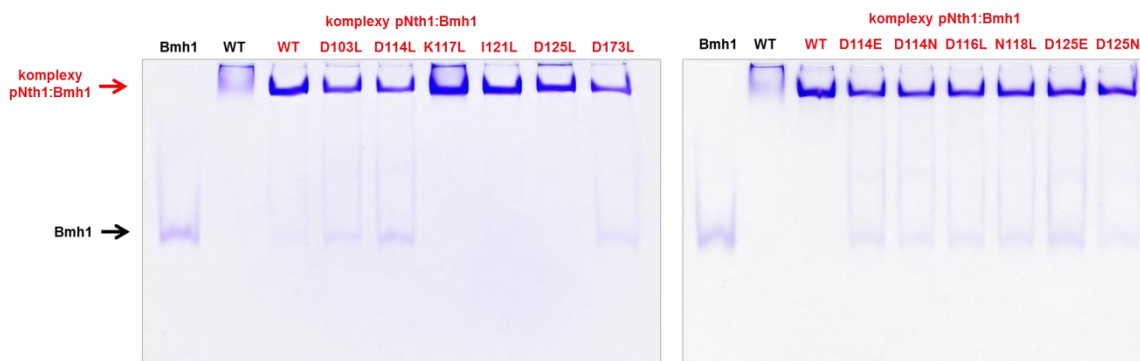 komplexy pNth1:Bmh1
Bmh1 WT WT D103L D114L K117L I121L D125L D173L
komplexy
pNth1:Bmh1
Bmh1
komplexy pNth1:Bmh1
Bmh1 WT WT D114E D114N D116L N118L D125E D125N